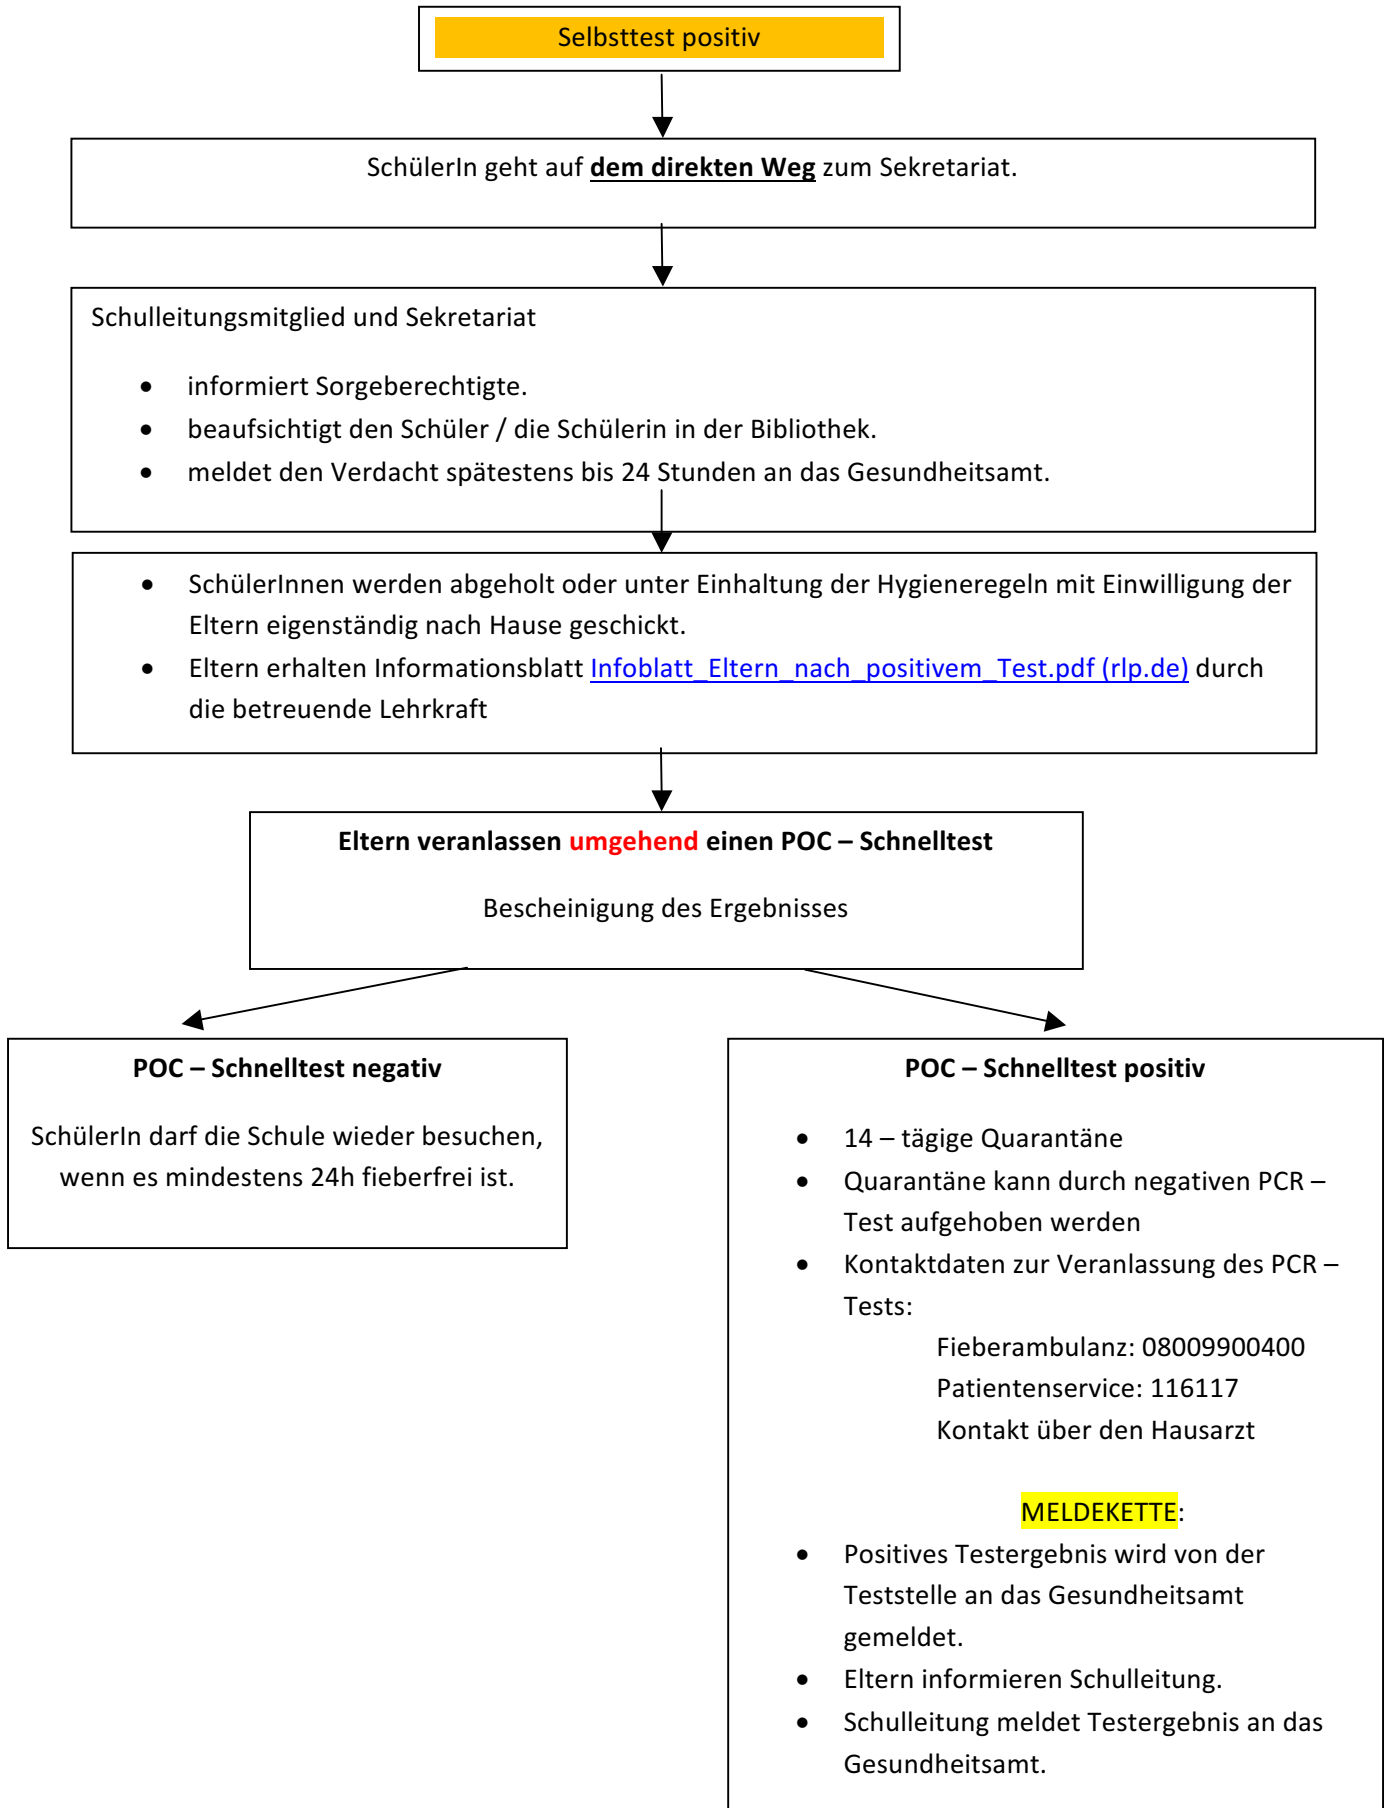 Selbsttest positiv
SchülerIn geht auf dem direkten Weg zum Sekretariat.
Schulleitungsmitglied und Sekretariat
• informiert Sorgeberechtigte.
• beaufsichtigt den Schüler / die Schülerin in der Bibliothek.
• meldet den Verdacht spätestens bis 24 Stunden an das Gesundheitsamt.
• SchülerInnen werden abgeholt oder unter Einhaltung der Hygieneregeln mit Einwilligung der
Eltern eigenständig nach Hause geschickt.
• Eltern erhalten Informationsblatt Infoblatt_Eltern_nach_positivem_Test.pdf (rlp.de) durch
die betreuende Lehrkraft
Eltern veranlassen umgehend einen POC – Schnelltest
Bescheinigung des Ergebnisses
POC – Schnelltest negativ
SchülerIn darf die Schule wieder besuchen,
wenn es mindestens 24h fieberfrei ist.
POC – Schnelltest positiv
• 14 – tägige Quarantäne
• Quarantäne kann durch negativen PCR –
Test aufgehoben werden
• Kontaktdaten zur Veranlassung des PCR –
Tests:
Fieberambulanz: 08009900400
Patientenservice: 116117
Kontakt über den Hausarzt
MELDEKETTE:
• Positives Testergebnis wird von der
Teststelle an das Gesundheitsamt
gemeldet.
• Eltern informieren Schulleitung.
• Schulleitung meldet Testergebnis an das
Gesundheitsamt.